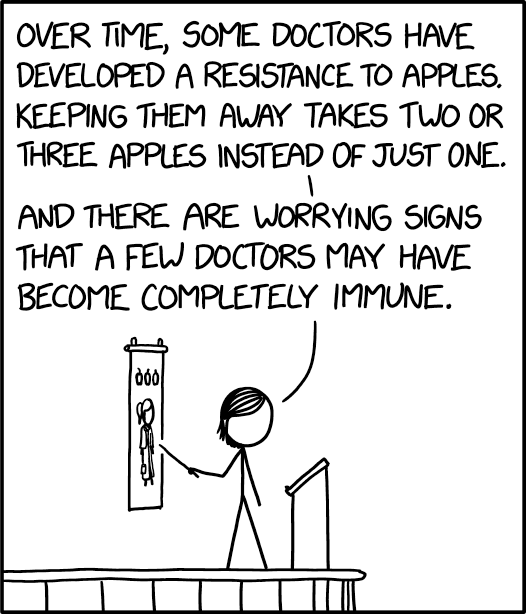 OVER TIME, SOME DOCTORS HAVE
DEVELOPED A RESISTANCE TO APPLES.
KEEPING THEM AWAY TAKES TWO OR
THREE APPLES INSTEAD OF JUST ONE.
AND THERE ARE WORRYING SIGNS
THAT A FEW DOCTORS MAY HAVE
BECOME COMPLETELY IMMUNE.